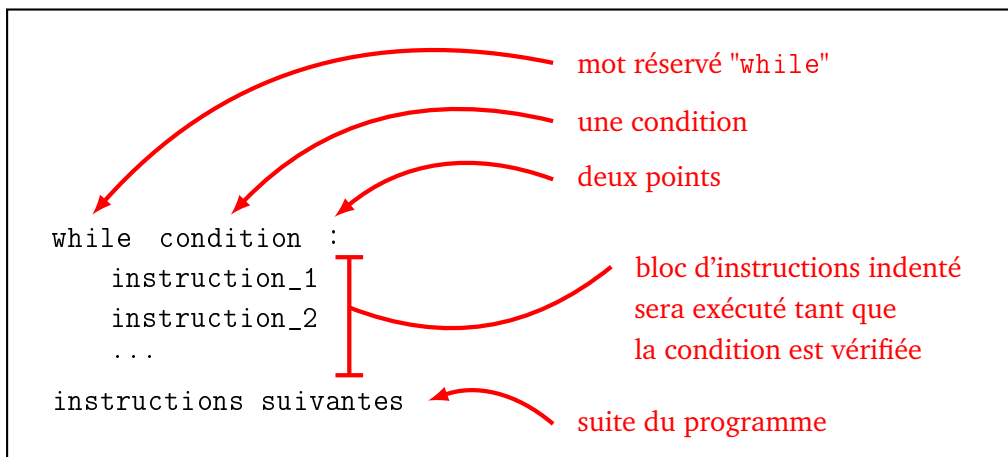 mot réservé "while"
une condition
deux points
while condition :
instruction_1
instruction_2
...
instructions suivantes
bloc d'instructions indenté
sera exécuté tant que
la condition est vérifiée
suite du programme